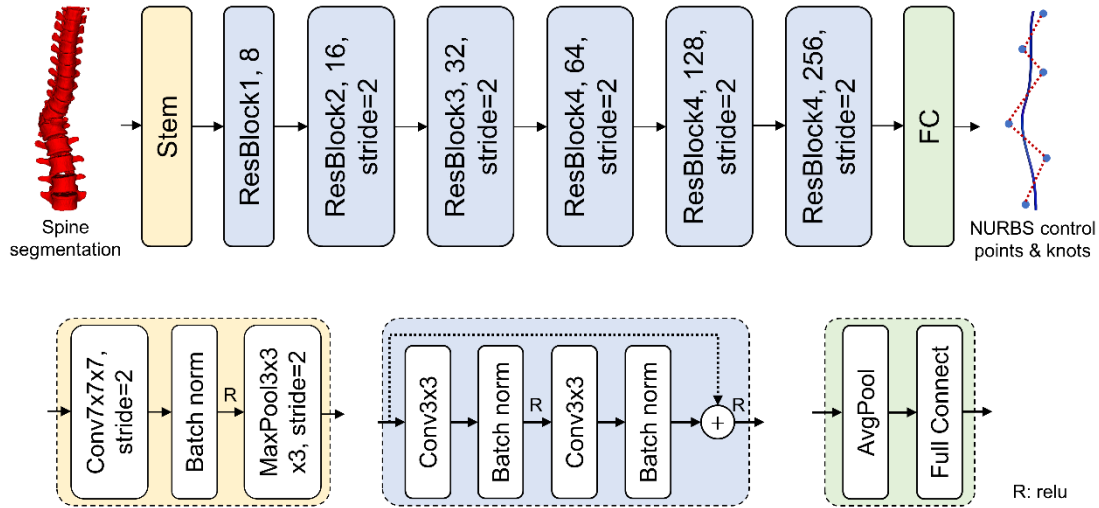 Stem
ResBlock1, 8
ResBlock2, 16,
stride=2
ResBlock3, 32,
stride=2
ResBlock4, 64,
stride=2
ResBlock4, 128,
stride=2
ResBlock4, 256,
stride=2
FC
Spine
segmentation
NURBS control
points & knots
Conv7x7x7,
stride=2
Batch norm
R
MaxPool3x3
x3, stride=2
Conv3x3
Batch norm
R
Conv3x3
Batch norm
+
R
AvgPool
Full Connect
R: relu